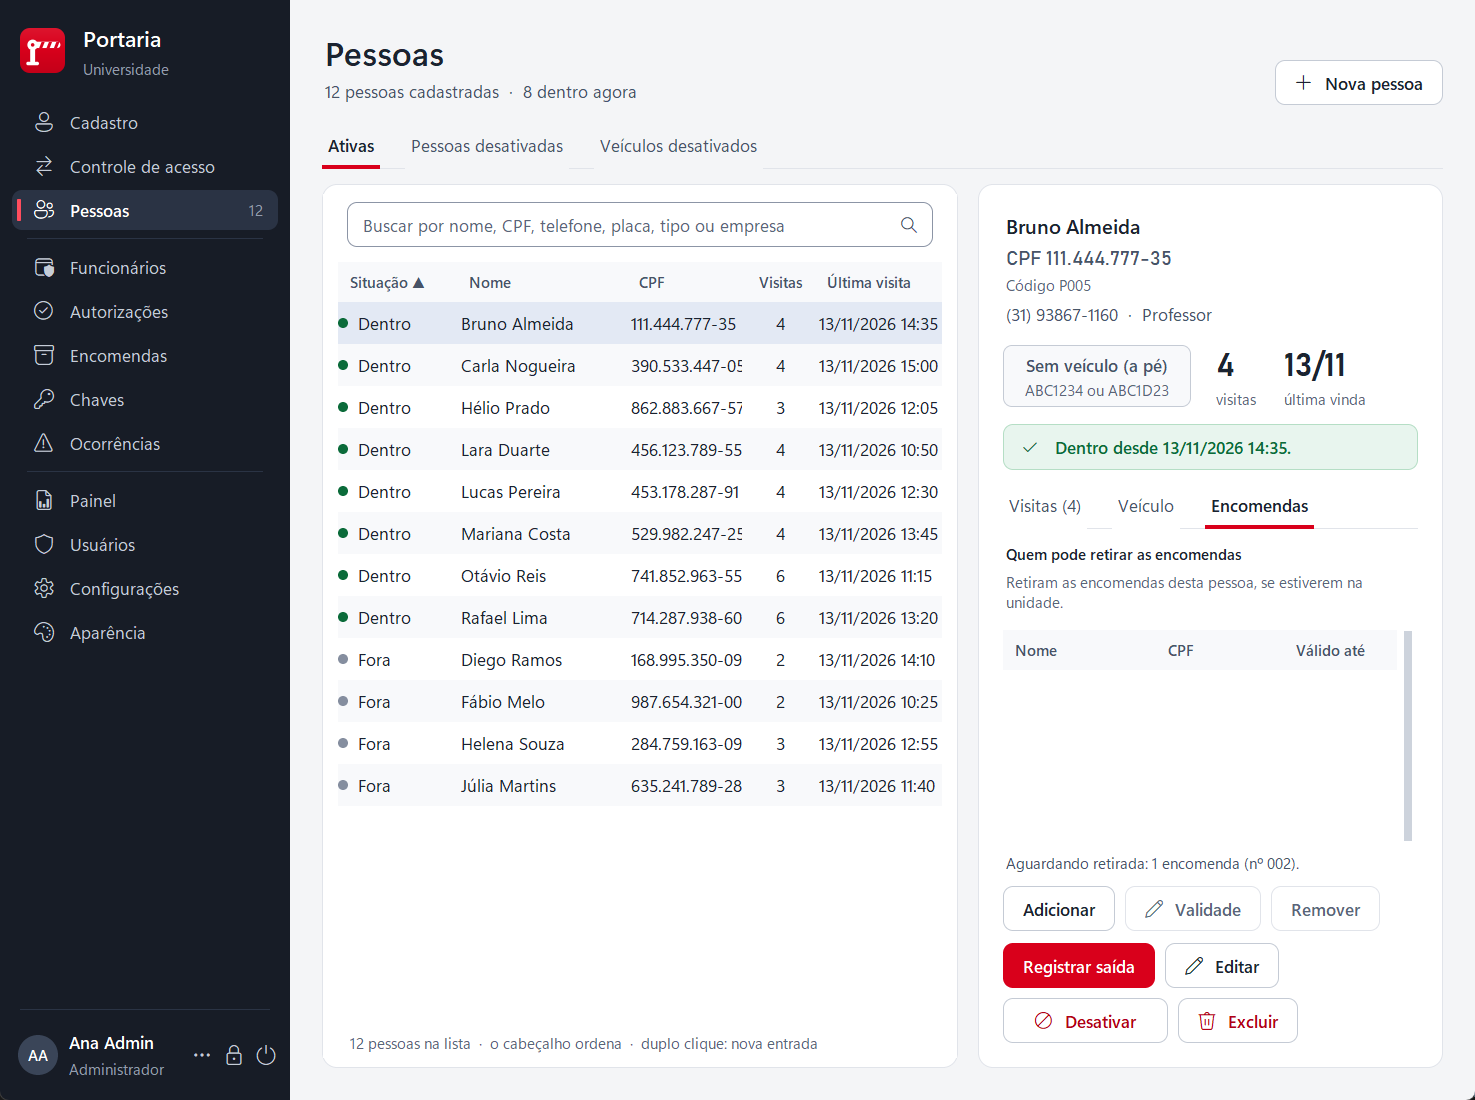 Portaria
Universidade
Cadastro
Controle de acesso
Pessoas 12
Funcionários
Autorizações
Encomendas
Chaves
Ocorrências
Painel
Usuários
Configurações
Aparência
AA
Ana Admin
Administrador
Pessoas
12 pessoas cadastradas · 8 dentro agora
Nova pessoa
Ativas Pessoas desativadas Veículos desativados
Buscar por nome, CPF, telefone, placa, tipo ou empresa
Situação ▲ Nome CPF Visitas Última visita
Dentro Bruno Almeida 111.444.777-35 4 13/11/2026 14:35
Dentro Carla Nogueira 390.533.447-05 4 13/11/2026 15:00
Dentro Hélio Prado 862.883.667-57 3 13/11/2026 12:05
Dentro Lara Duarte 456.123.789-55 4 13/11/2026 10:50
Dentro Lucas Pereira 453.178.287-91 4 13/11/2026 12:30
Dentro Mariana Costa 529.982.247-25 4 13/11/2026 13:45
Dentro Otávio Reis 741.852.963-55 6 13/11/2026 11:15
Dentro Rafael Lima 714.287.938-60 6 13/11/2026 13:20
Fora Diego Ramos 168.995.350-09 2 13/11/2026 14:10
Fora Fábio Melo 987.654.321-00 2 13/11/2026 10:25
Fora Helena Souza 284.759.163-09 3 13/11/2026 12:55
Fora Júlia Martins 635.241.789-28 3 13/11/2026 11:40
12 pessoas na lista · o cabeçalho ordena · duplo clique: nova entrada
Bruno Almeida
CPF 111.444.777-35
Código P005
(31) 93867-1160 · Professor
Sem veículo (a pé)
ABC1234 ou ABC1D23
4
visitas
13/11
última vinda
Dentro desde 13/11/2026 14:35.
Visitas (4) Veículo Encomendas
Quem pode retirar as encomendas
Retiram as encomendas desta pessoa, se estiverem na
unidade.
Nome CPF Válido até
Aguardando retirada: 1 encomenda (nº 002).
Adicionar Validade Remover
Registrar saída Editar
Desativar Excluir